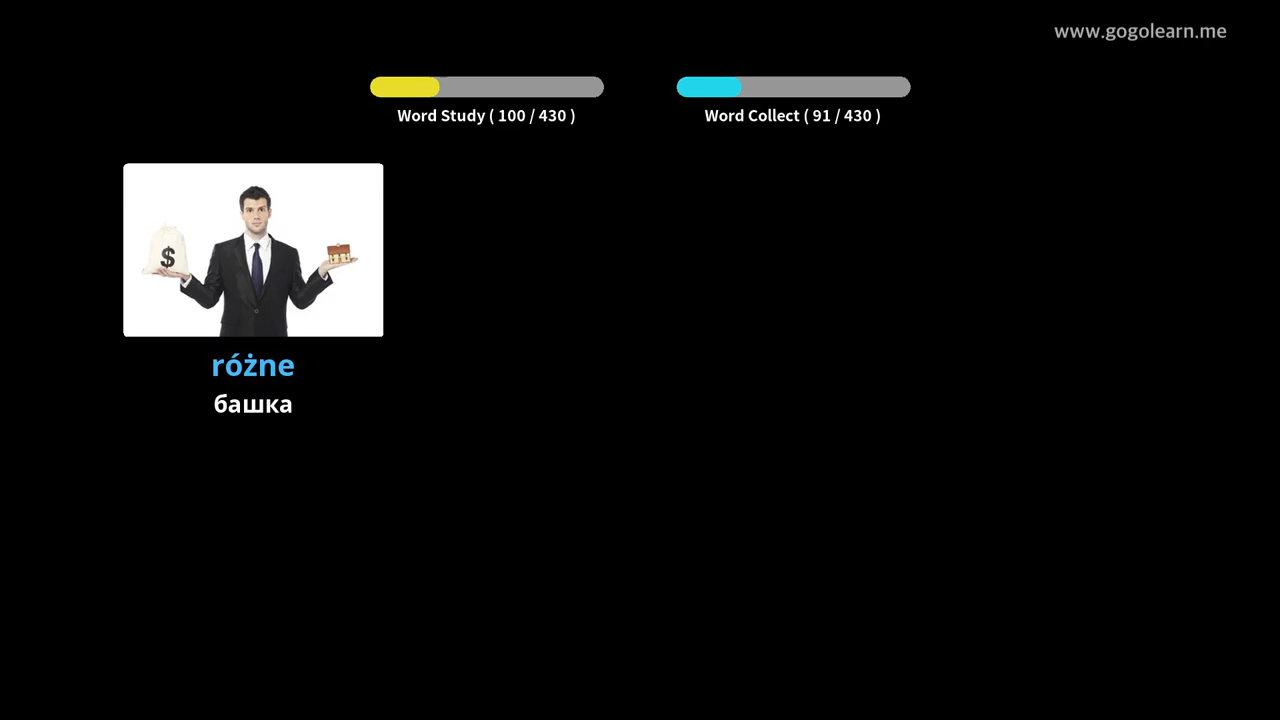 www.gogolearn.me
Word Study ( 100 / 430 )
Word Collect ( 91 / 430 )
$
różne
башка